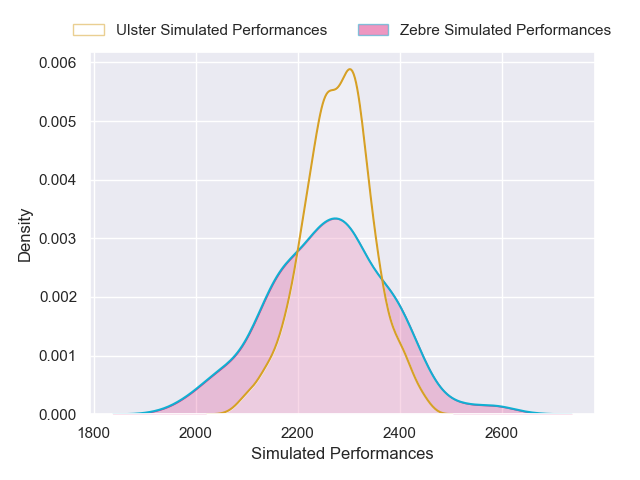 Ulster Simulated Performances Zebre Simulated Performances
0.006
0.005
0.004
0.003
0.002
0.001
0.000
Density
1800 2000 2200 2400 2600
Simulated Performances